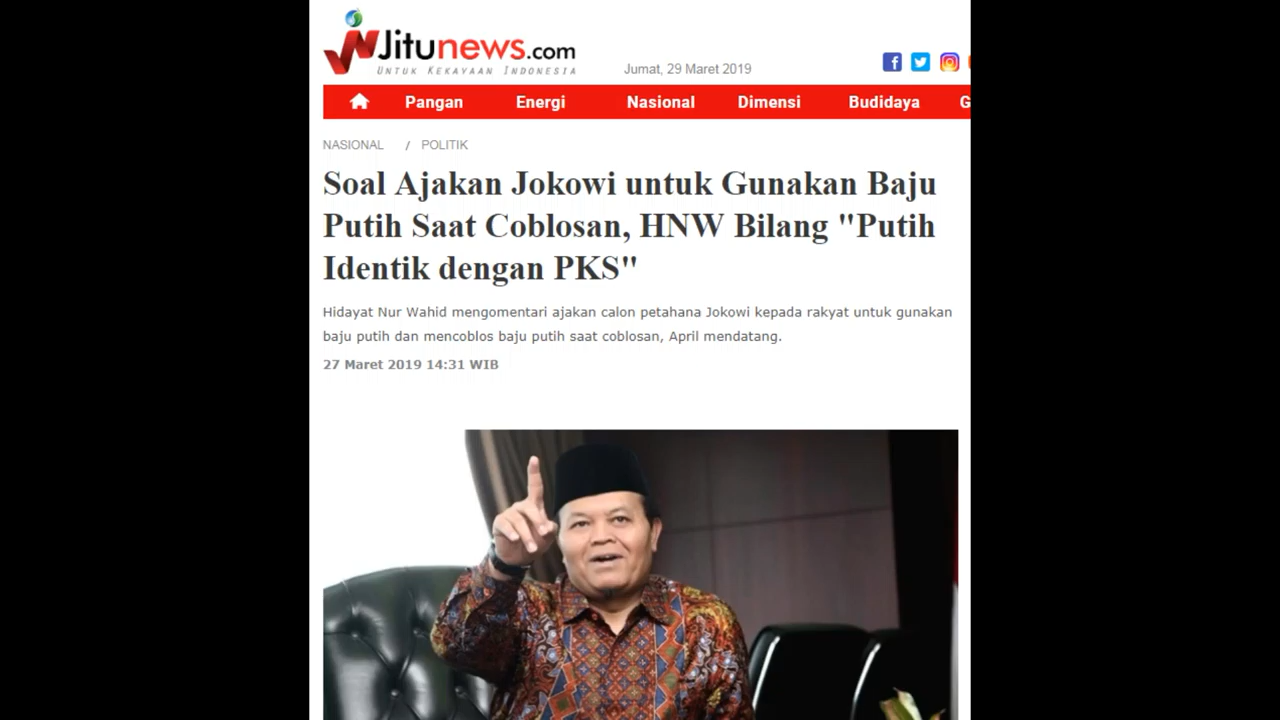 Jitunews.com
UNTUK KEKAYAAN INDONESIA
Jumat, 29 Maret 2019
Pangan Energi Nasional Dimensi Budidaya G
NASIONAL / POLITIK
Soal Ajakan Jokowi untuk Gunakan Baju
Putih Saat Coblosan, HNW Bilang "Putih
Identik dengan PKS"
Hidayat Nur Wahid mengomentari ajakan calon petahana Jokowi kepada rakyat untuk gunakan
baju putih dan mencoblos baju putih saat coblosan, April mendatang.
27 Maret 2019 14:31 WIB